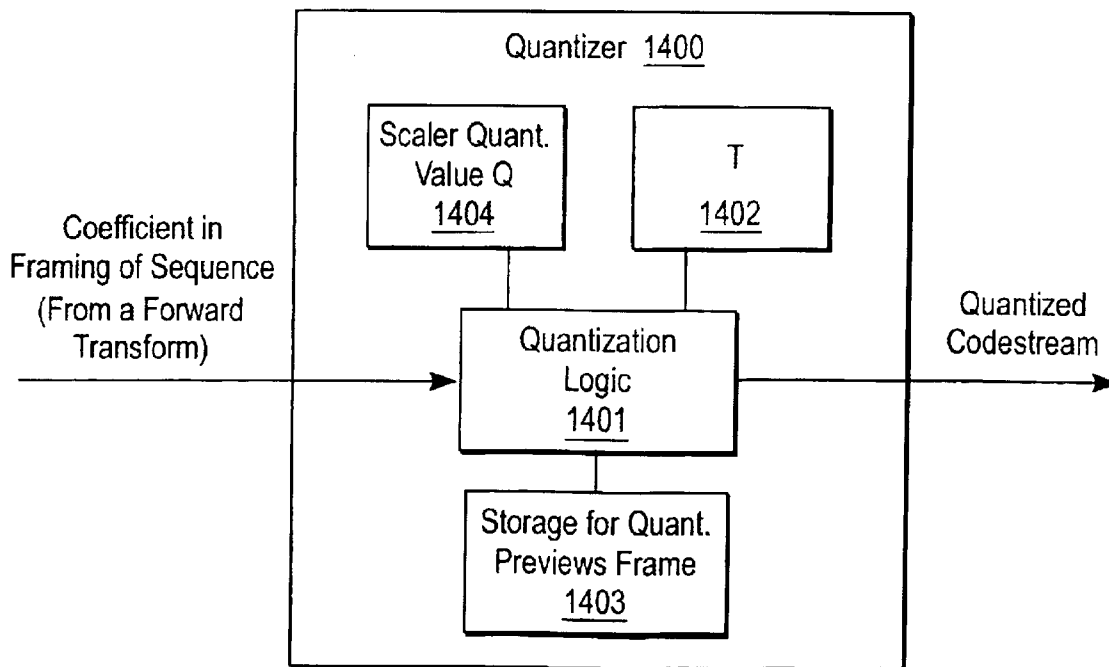 Quantizer 1400
Scaler Quant.
Value Q
1404
T
1402
Coefficient in
Framing of Sequence
(From a Forward
Transform)
Quantization
Logic
1401
Quantized
Codestream
Storage for Quant.
Previews Frame
1403